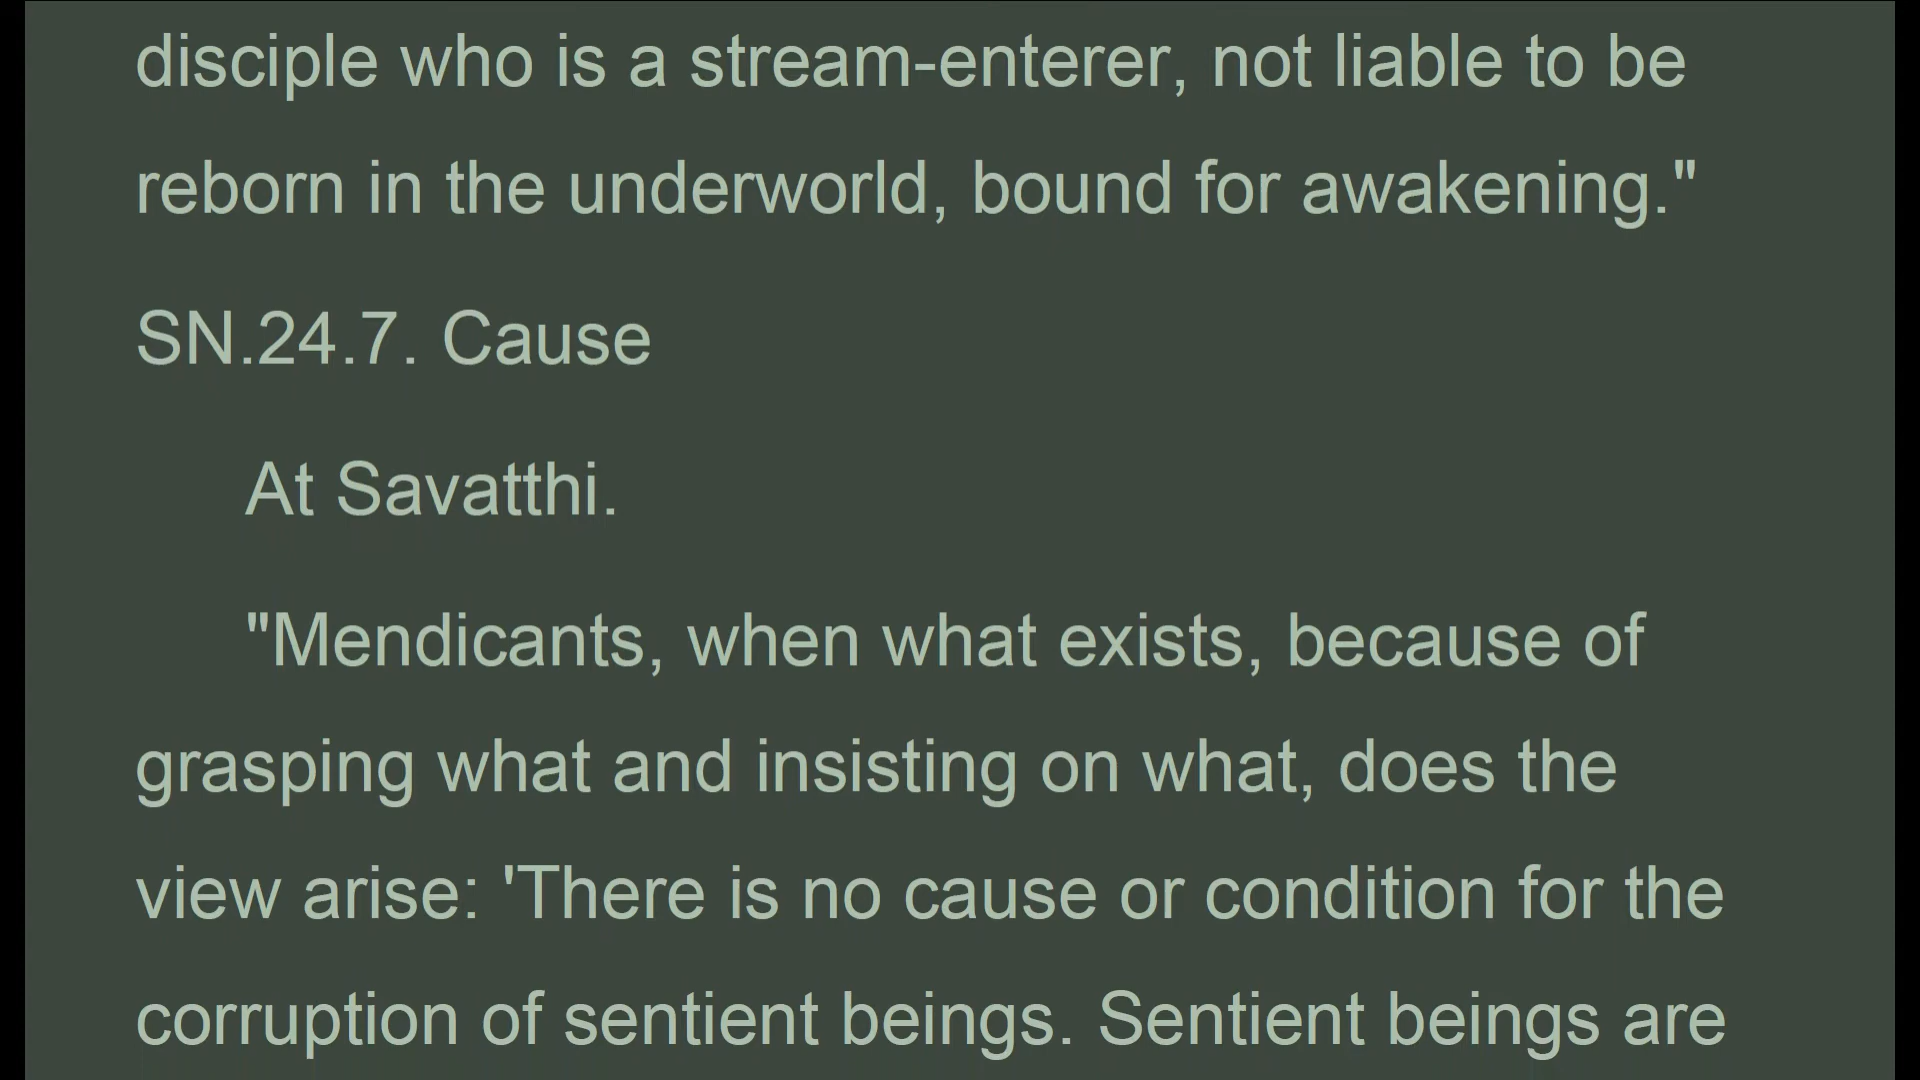 disciple who is a stream-enterer, not liable to be
reborn in the underworld, bound for awakening."
SN.24.7. Cause
At Savatthi.
"Mendicants, when what exists, because of
grasping what and insisting on what, does the
view arise: 'There is no cause or condition for the
corruption of sentient beings. Sentient beings are